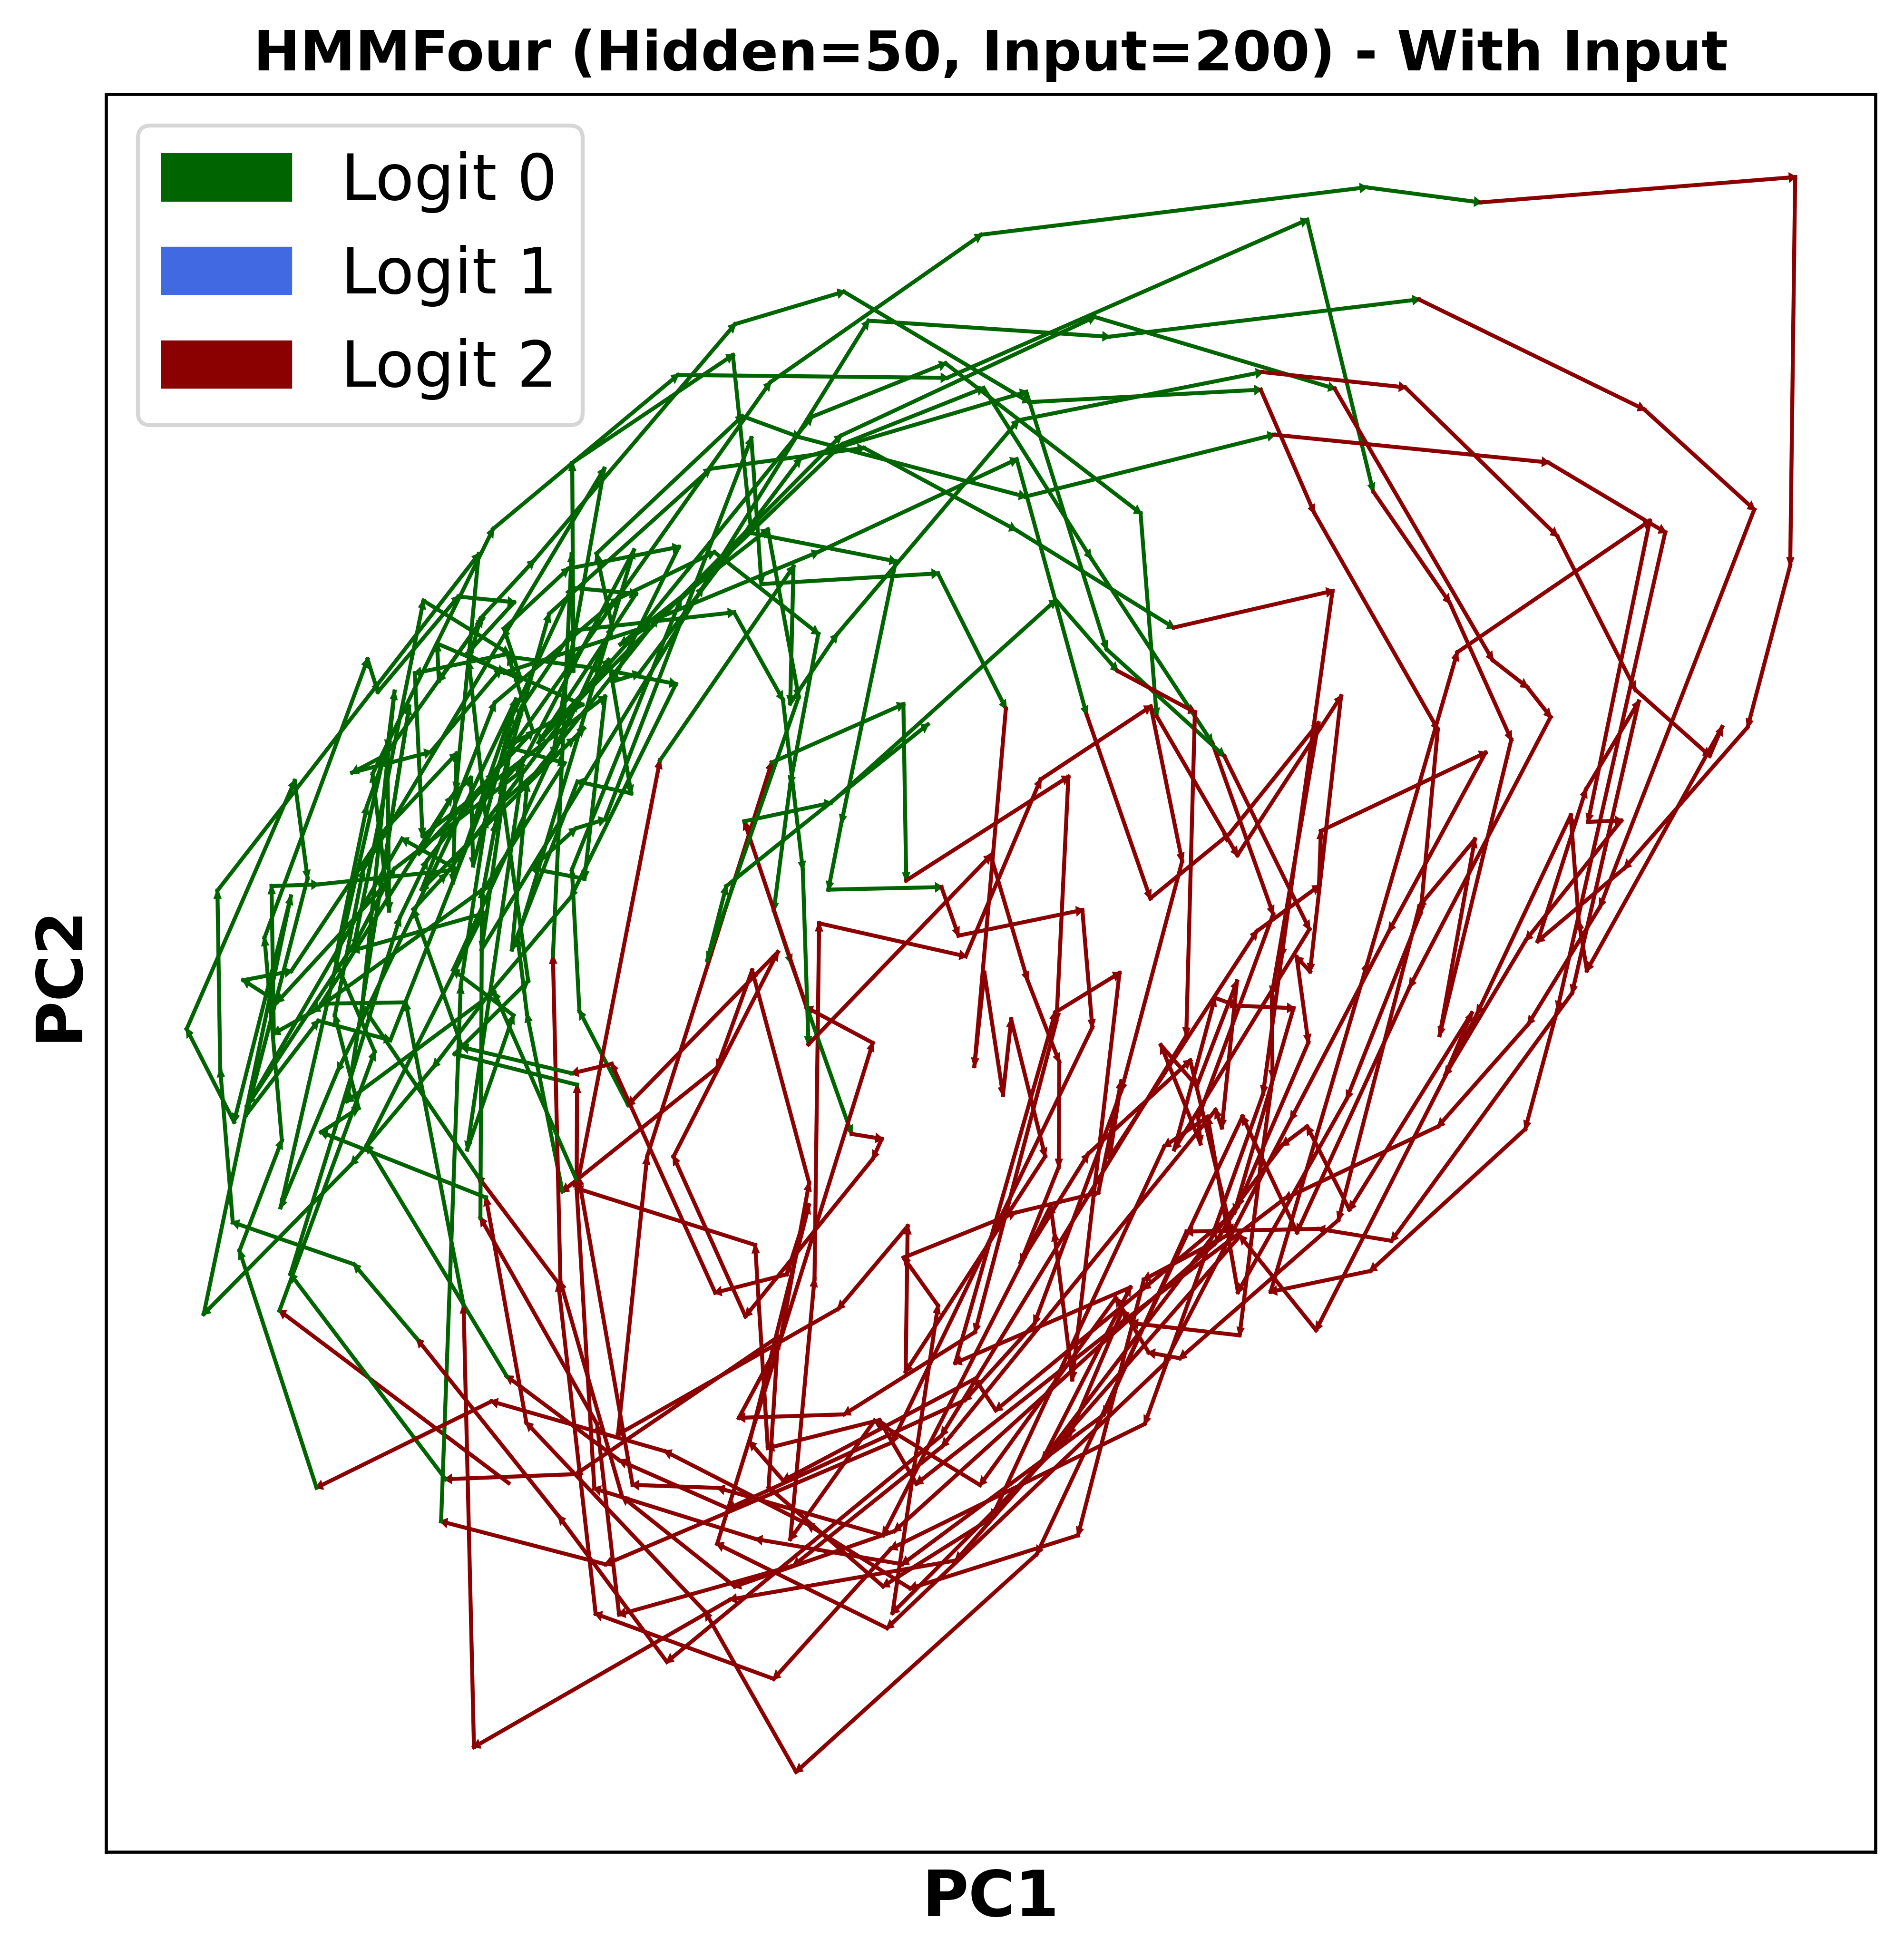 HMMFour (Hidden=50, Input=200) - With Input
Logit 0
Logit 1
Logit 2
PC2
PC1